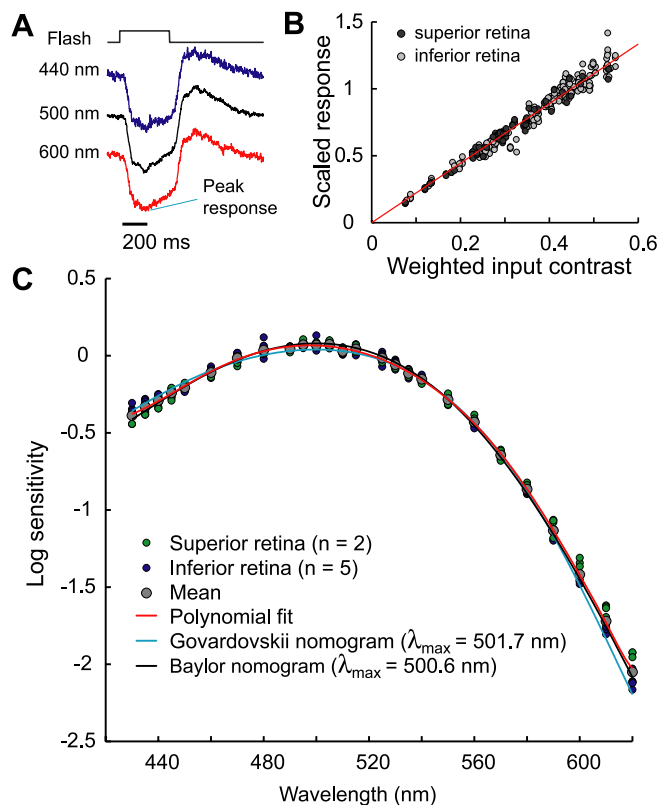 A
Flash
440 nm
500 nm
600 nm
Peak
response
200 ms
B
superior retina
inferior retina
Scaled response
1.5
1
0.5
0
0 0.2 0.4 0.6
Weighted input contrast
C
Log sensitivity
0.5
0
-0.5
-1
-1.5
-2
-2.5
Superior retina (n = 2)
Inferior retina (n = 5)
Mean
Polynomial fit
Govardovskii nomogram (λmax = 501.7 nm)
Baylor nomogram (λmax = 500.6 nm)
440 480 520 560 600
Wavelength (nm)